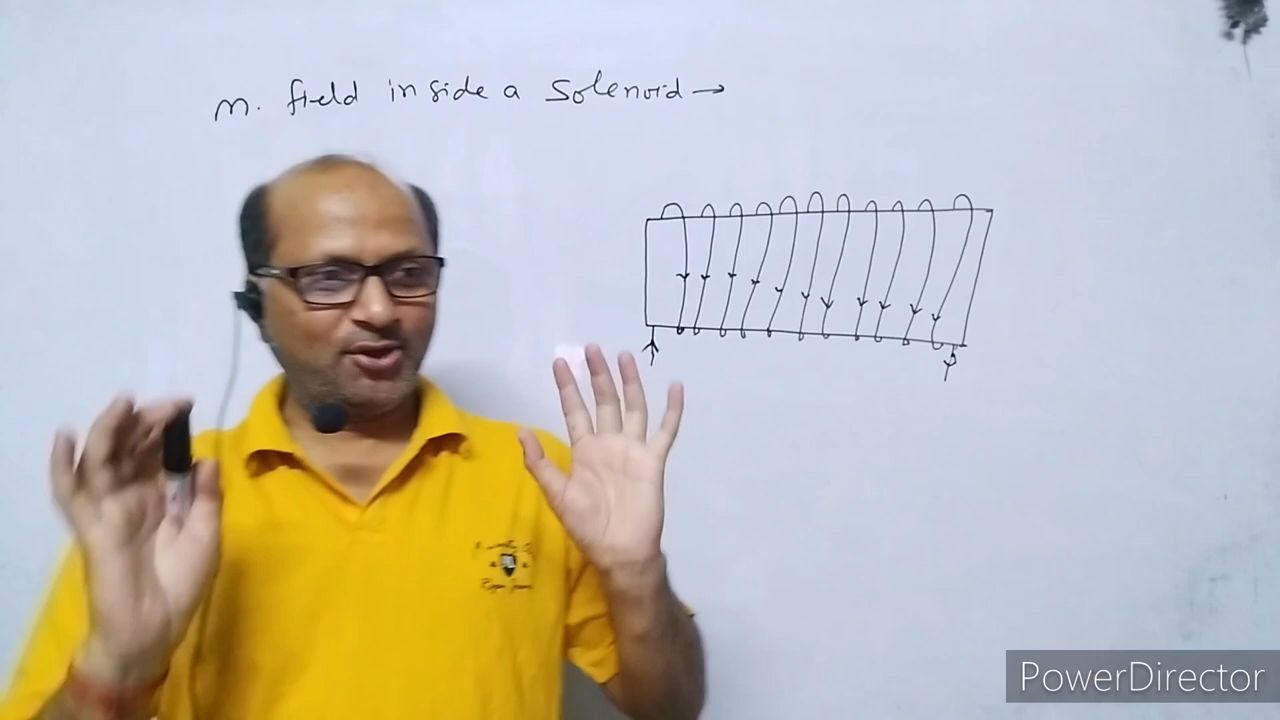 m. field inside a Solenoid →
PowerDirector